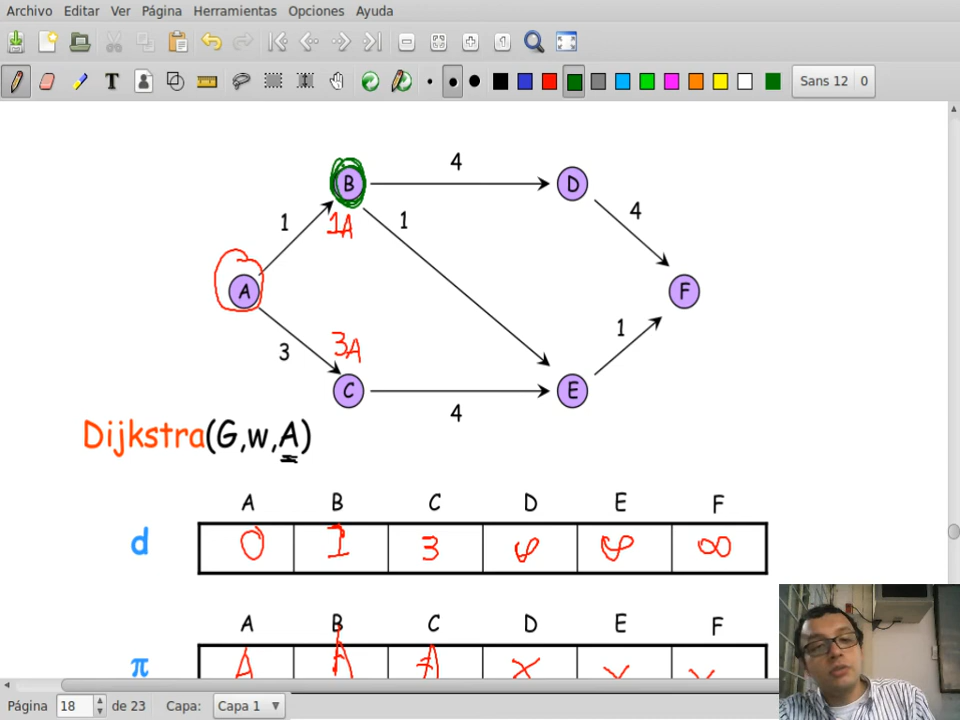 Archivo Editar Ver Página Herramientas Opciones Ayuda
T
Sans 12 0
4
B
D
1
1A
1
4
A
F
3A
1
3
C
E
4
Dijkstra(G,w,A)
A B C D E F
d 0 1 3 ∞ ∞ ∞
A B C D E F
π A A A
Página 18 de 23 Capa: Capa 1